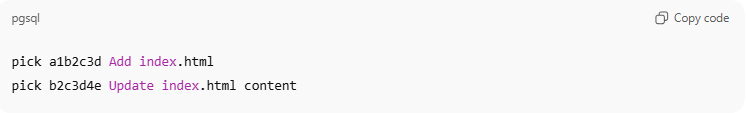 pgsql
Copy code
pick a1b2c3d Add index.html
pick b2c3d4e Update index.html content